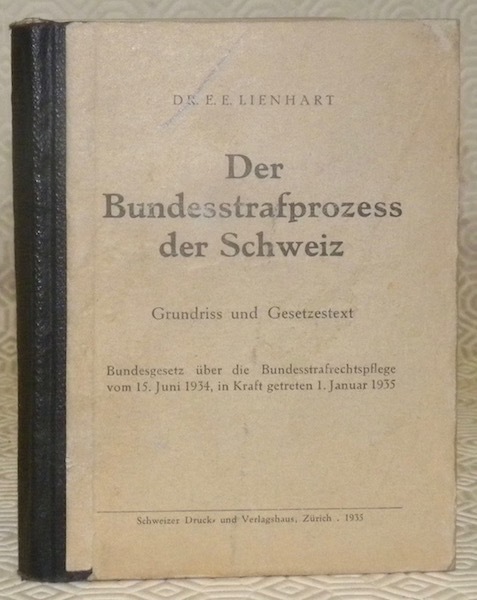 DR. E. E. LIENHART
Der
Bundesstrafprozess
der Schweiz
Grundriss und Gesetzestext
Bundesgesetz über die Bundesstrafrechtspflege
vom 15. Juni 1934, in Kraft getreten 1. Januar 1935
Schweizer Druck- und Verlagshaus, Zürich . 1935